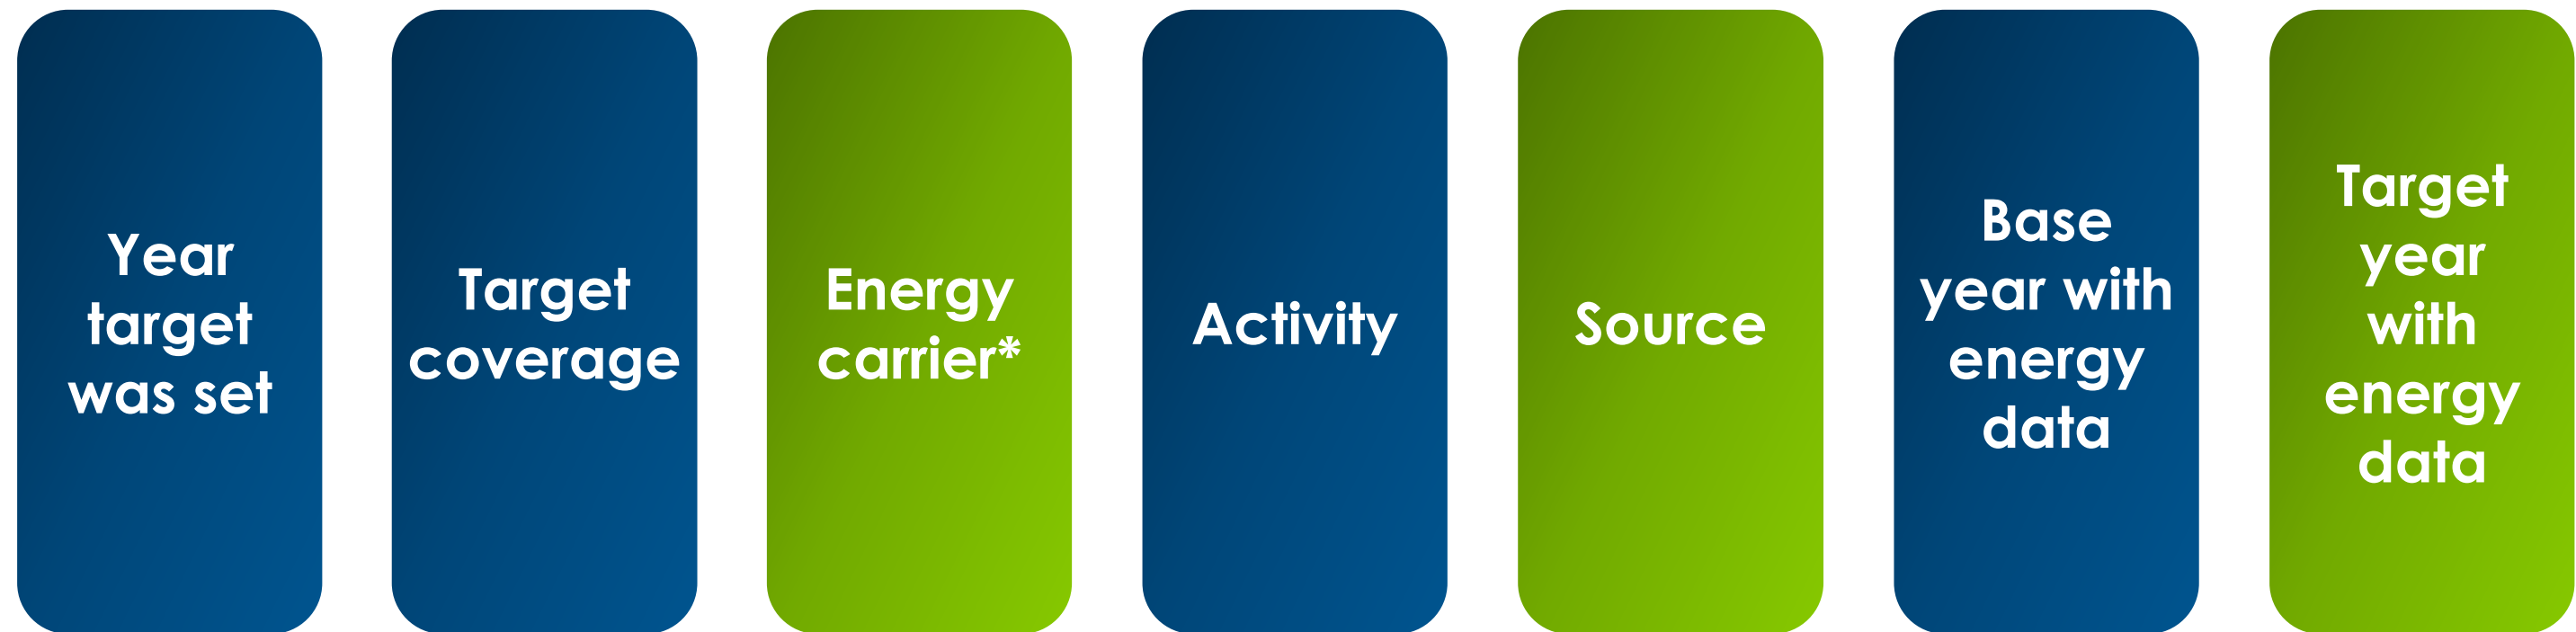 Year
target
was set
Target
coverage
Energy
carrier*
Activity
Source
Base
year with
energy
data
Target
year
with
energy
data